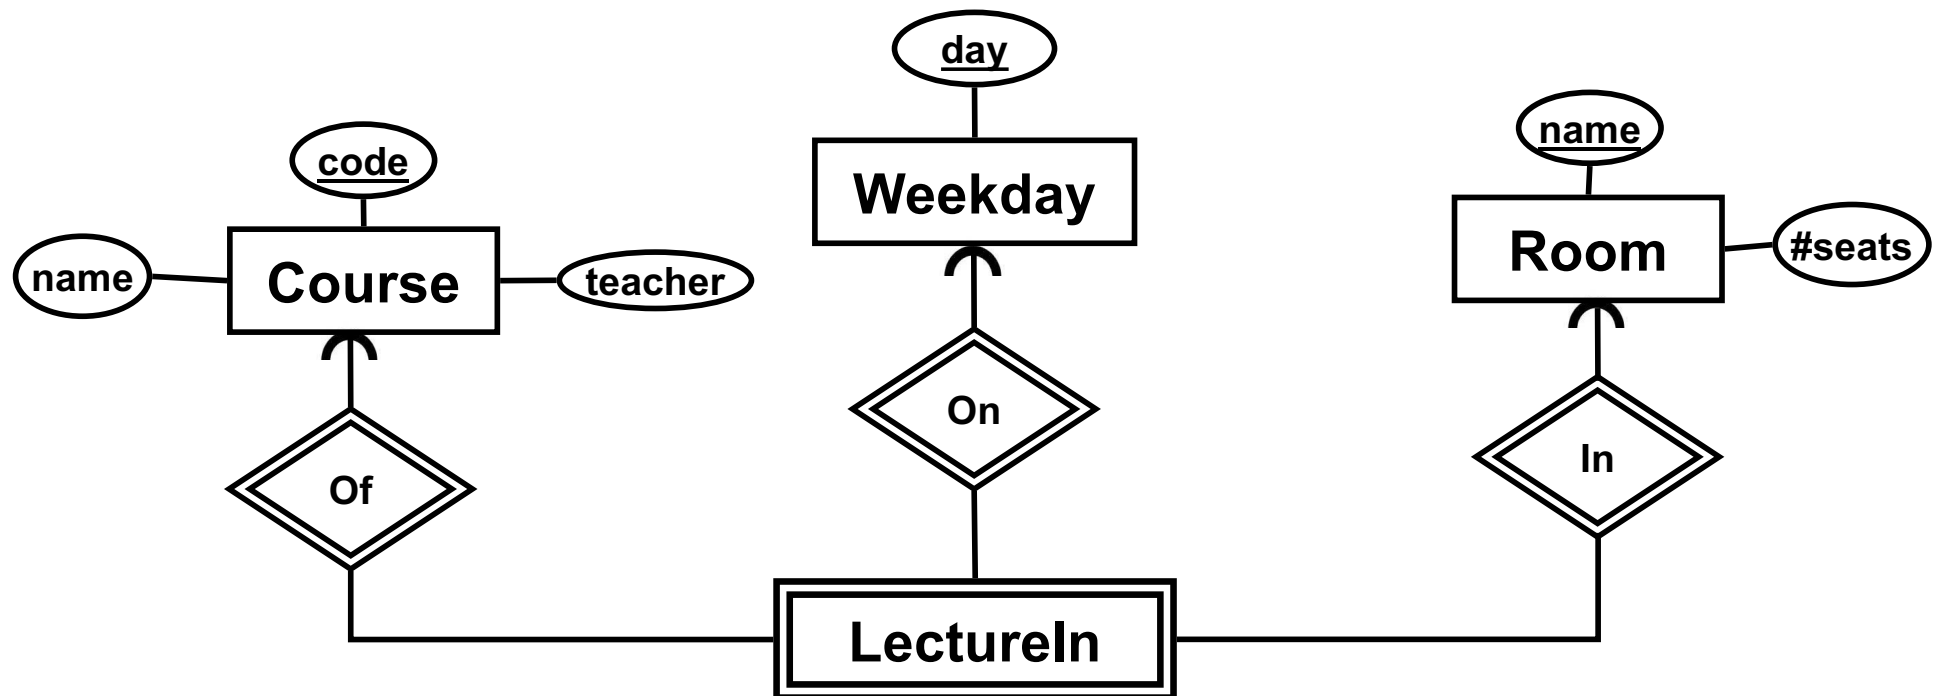 day
code
name
Weekday
name
Course
teacher
Room
#seats
Of
On
In
LectureIn